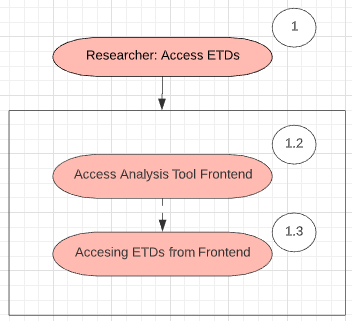 1
Researcher: Access ETDs
1.2
Access Analysis Tool Frontend
1.3
Accesing ETDs from Frontend